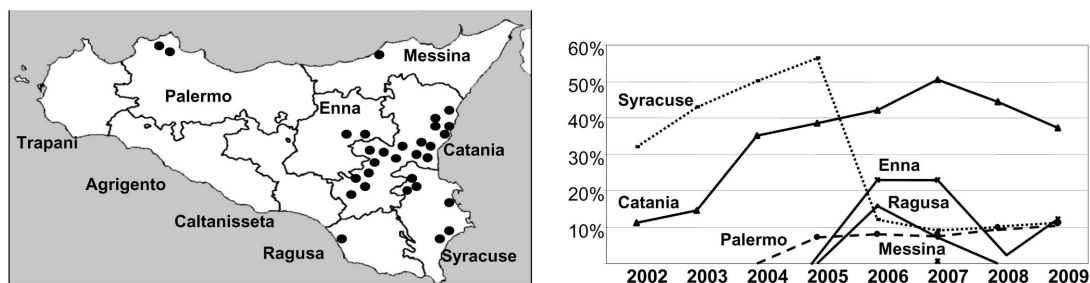 Messina
Palermo
Enna
Trapani
Catania
Agrigento
Caltanisseta
Ragusa
Syracuse
60%
50%
40%
30%
20%
10%
Syracuse
Catania
Enna
Ragusa
Palermo
Messina
2002 2003 2004 2005 2006 2007 2008 2009